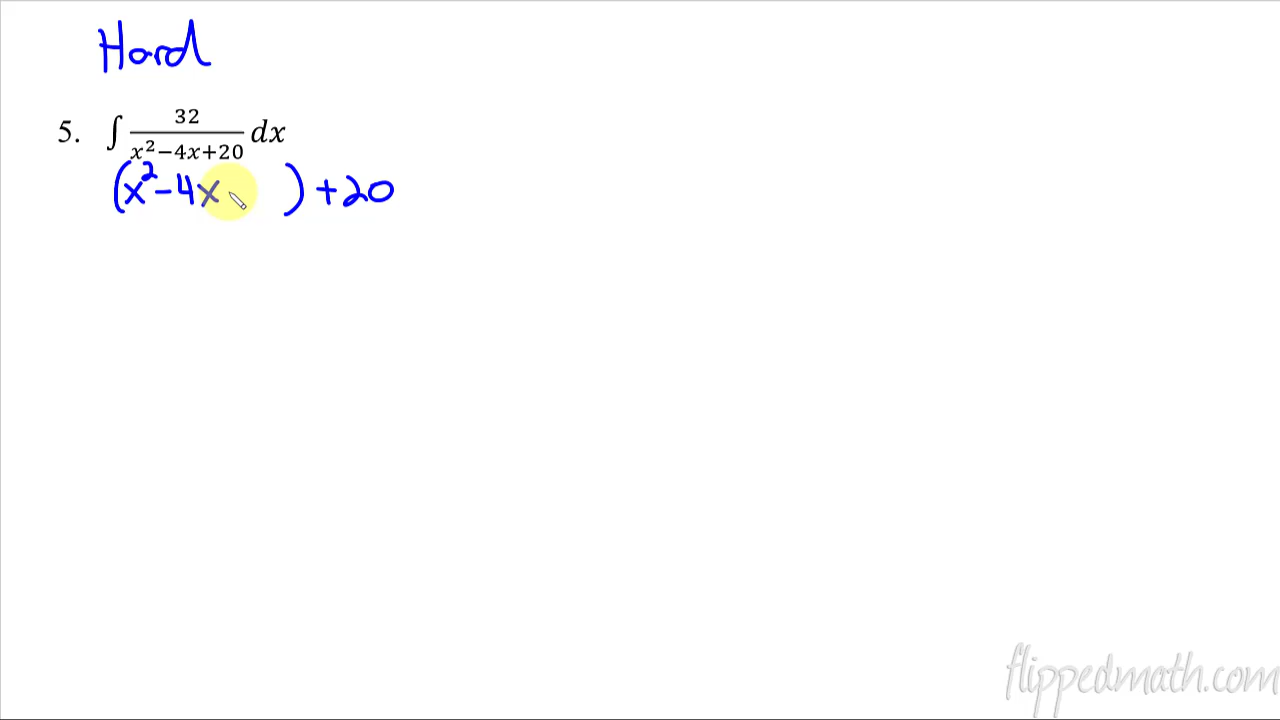 Hard
5. ∫ 32/(x²−4x+20) dx
(x²-4x ) +20
flippedmath.com